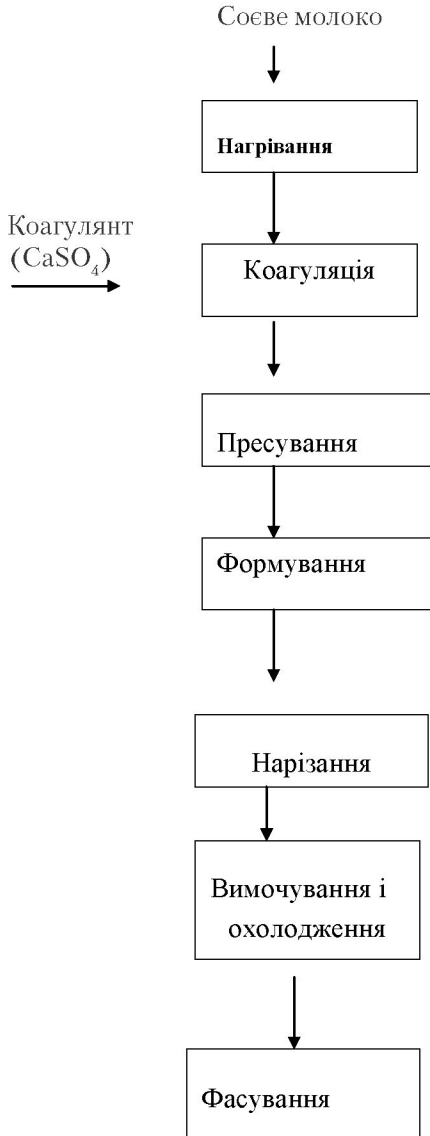 Соєве молоко
Нагрівання
Коагулянт
(CaSO₄)
Коагуляція
Пресування
Формування
Нарізання
Вимочування і
охолодження
Фасування